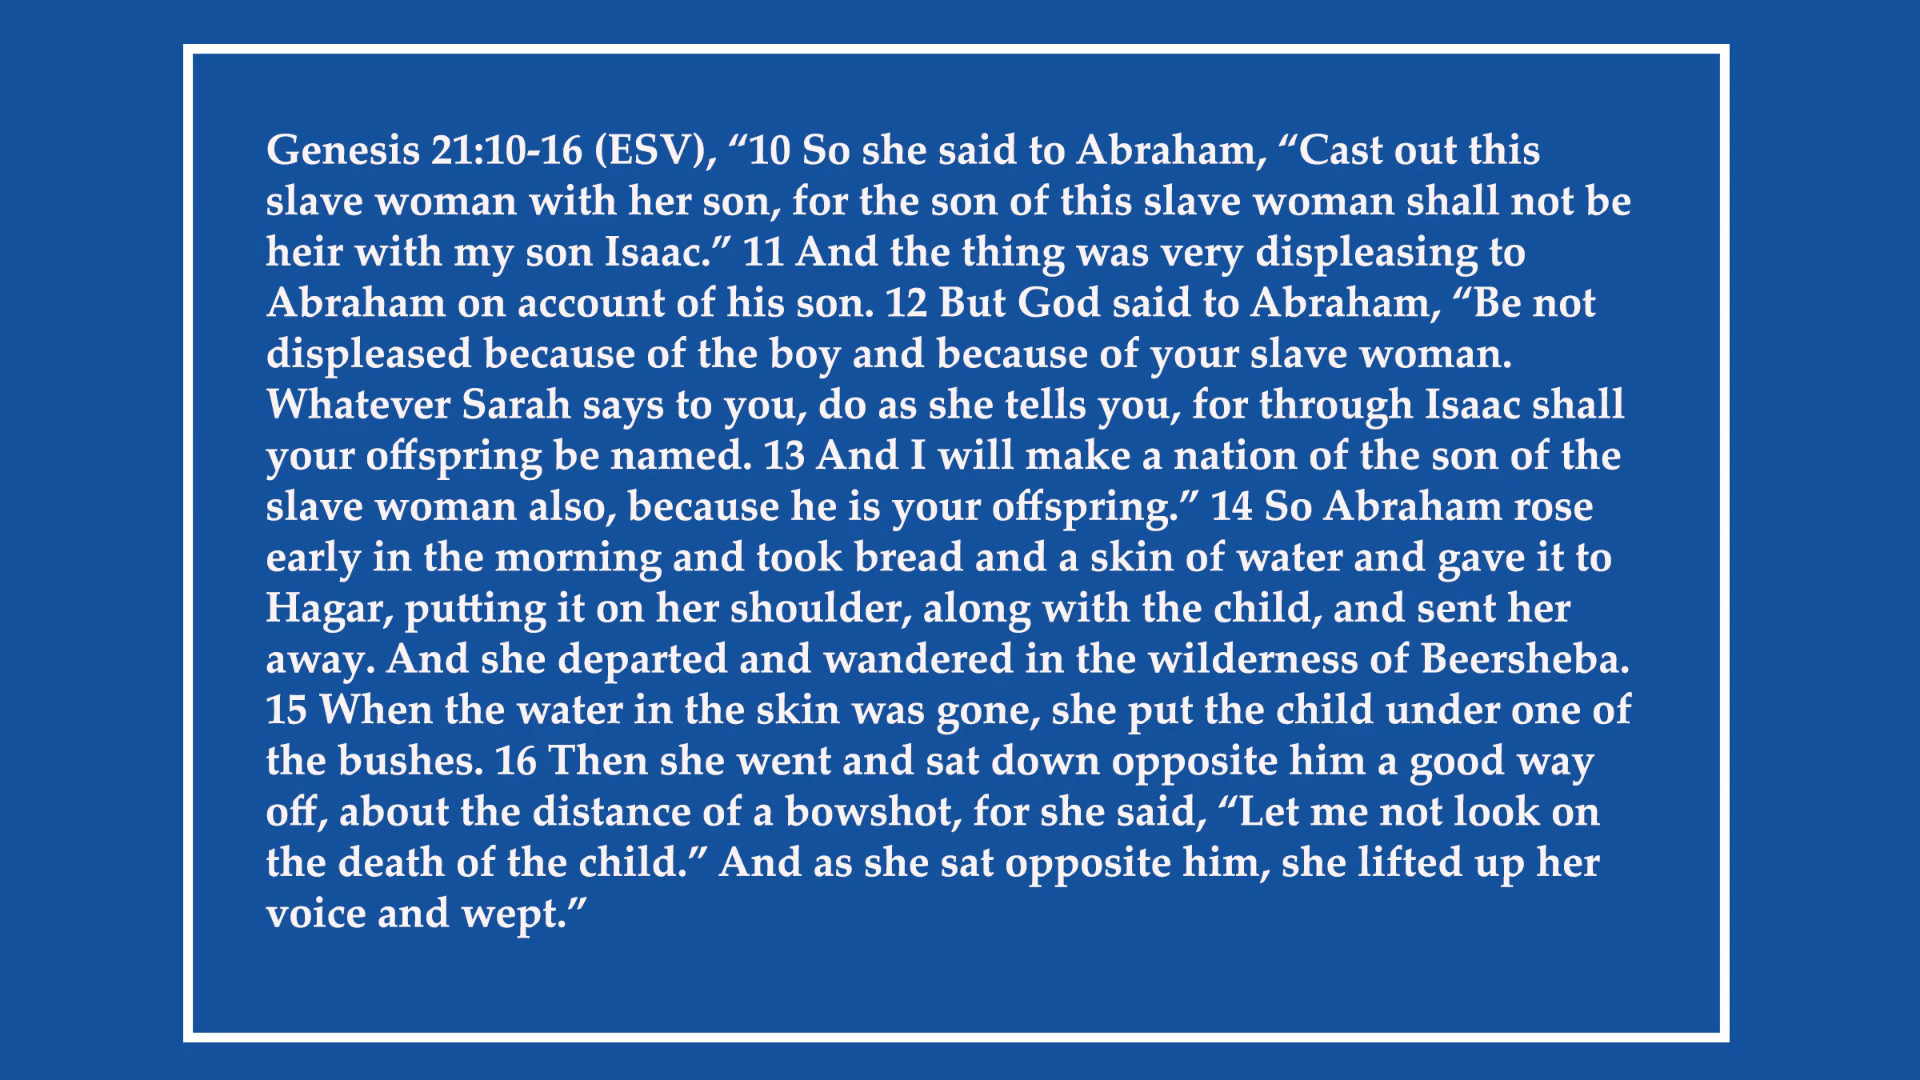 Genesis 21:10-16 (ESV), “10 So she said to Abraham, “Cast out this
slave woman with her son, for the son of this slave woman shall not be
heir with my son Isaac.” 11 And the thing was very displeasing to
Abraham on account of his son. 12 But God said to Abraham, “Be not
displeased because of the boy and because of your slave woman.
Whatever Sarah says to you, do as she tells you, for through Isaac shall
your offspring be named. 13 And I will make a nation of the son of the
slave woman also, because he is your offspring.” 14 So Abraham rose
early in the morning and took bread and a skin of water and gave it to
Hagar, putting it on her shoulder, along with the child, and sent her
away. And she departed and wandered in the wilderness of Beersheba.
15 When the water in the skin was gone, she put the child under one of
the bushes. 16 Then she went and sat down opposite him a good way
off, about the distance of a bowshot, for she said, “Let me not look on
the death of the child.” And as she sat opposite him, she lifted up her
voice and wept.”